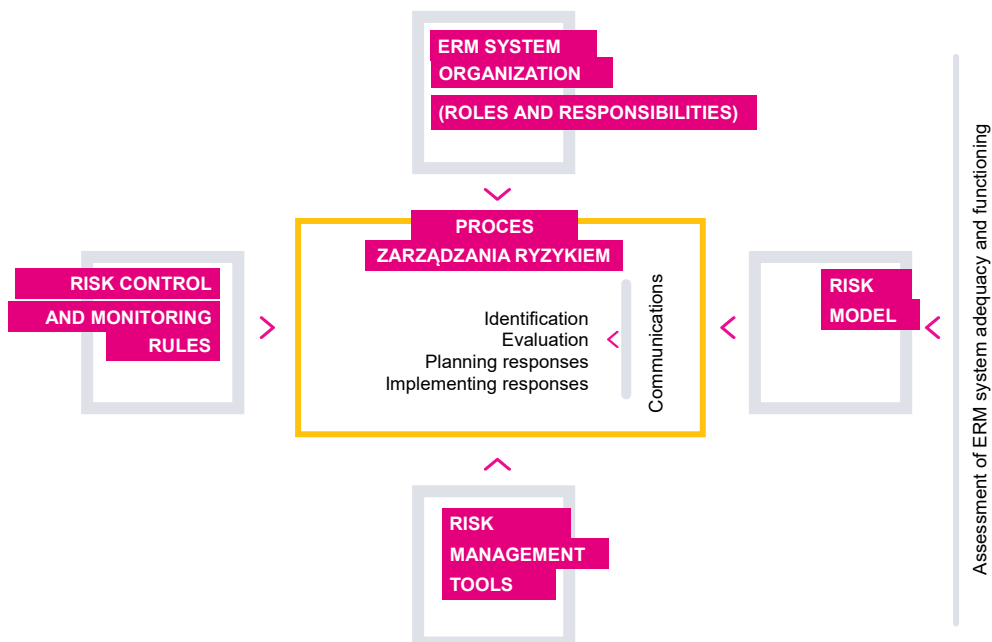 ERM SYSTEM
ORGANIZATION
(ROLES AND RESPONSIBILITIES)
PROCES
ZARZĄDZANIA RYZYKIEM
RISK CONTROL
AND MONITORING
RULES
Identification
Evaluation
Planning responses
Implementing responses
Communications
RISK
MODEL
RISK
MANAGEMENT
TOOLS
Assessment of ERM system adequacy and functioning